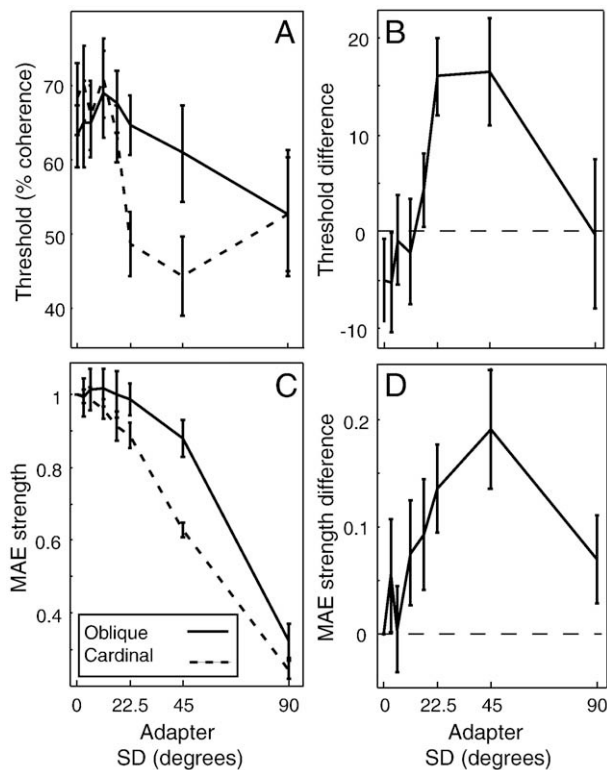 A
Threshold (% coherence)
70
60
50
40
B
Threshold difference
20
10
0
-10
C
MAE strength
1
0.8
0.6
0.4
Oblique
Cardinal
0
22.5
45
90
Adapter
SD (degrees)
D
MAE strength difference
0.2
0.1
0
0
22.5
45
90
Adapter
SD (degrees)